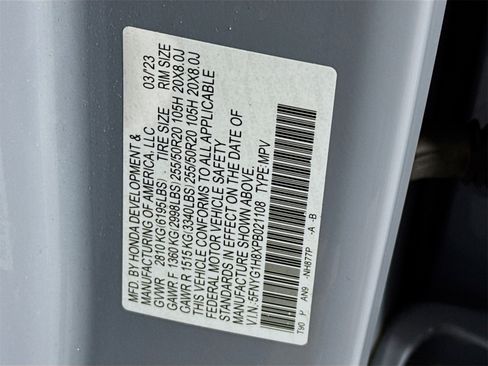 MFD. BY HONDA DEVELOPMENT &
MANUFACTURING OF AMERICA, LLC 03/23
GVWR 2810 KG(6195LBS) TIRE SIZE RIM SIZE
GAWR F 1360 KG(2998LBS) 255/50R20 105H 20X8.0J
GAWR R 1515 KG(3340LBS) 255/50R20 105H 20X8.0J
THIS VEHICLE CONFORMS TO ALL APPLICABLE
FEDERAL MOTOR VEHICLE SAFETY
STANDARDS IN EFFECT ON THE DATE OF
MANUFACTURE SHOWN ABOVE.
V.I.N.:5FNYG1H8XPB021108 TYPE MPV
T90_P AN9 -NH877P -A -B